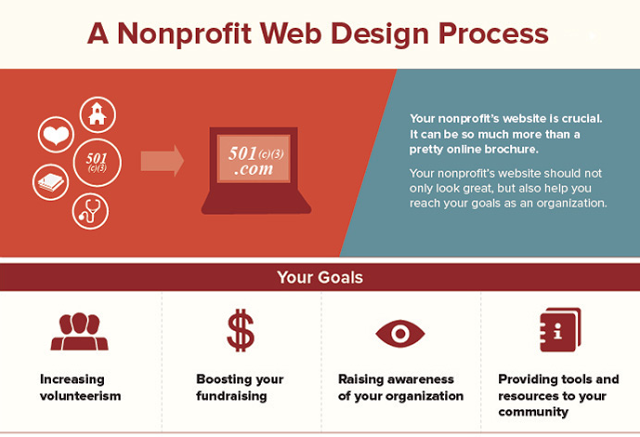 A Nonprofit Web Design Process
501
(c)(3)
501(c)(3)
.com
Your nonprofit's website is crucial.
It can be so much more than a
pretty online brochure.
Your nonprofit's website should not
only look great, but also help you
reach your goals as an organization.
Your Goals
Increasing
volunteerism
Boosting your
fundraising
Raising awareness
of your organization
i
Providing tools and
resources to your
community